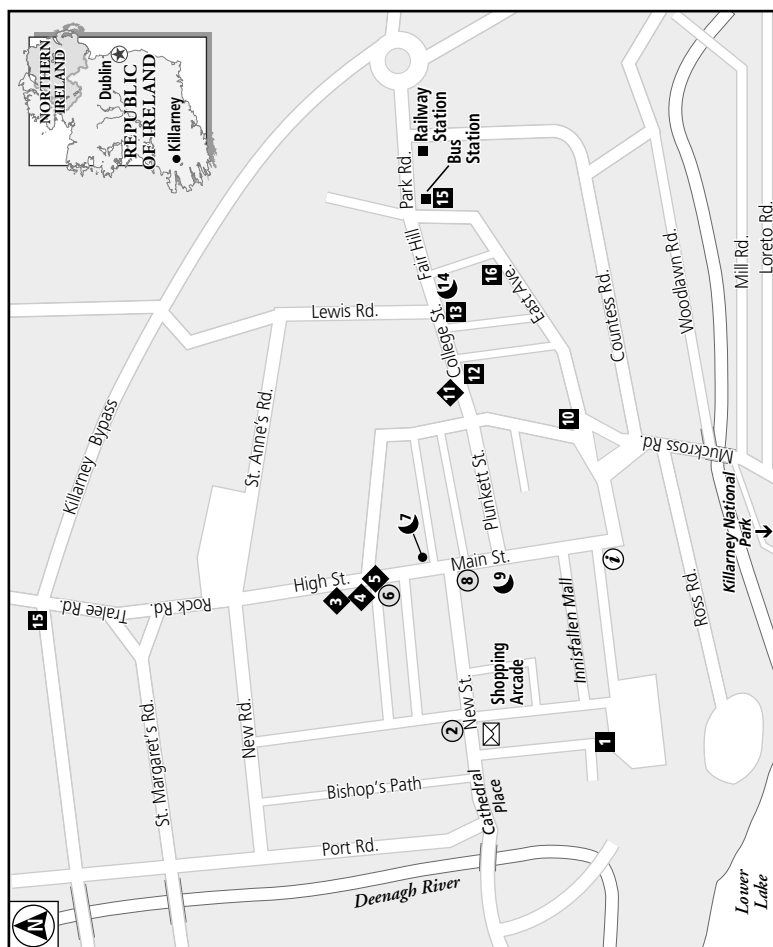 N
NORTHERN
IRELAND
Dublin
REPUBLIC
OF IRELAND
Killarney
Killarney Bypass
Tralee Rd.
Rock Rd.
15
St. Margaret's Rd.
St. Anne's Rd.
Lewis Rd.
New Rd.
High St.
3
4
5
6
7
Port Rd.
Bishop's Path
Deenagh River
Cathedral
Place
2
New St.
Shopping
Arcade
1
8
9
Main St.
Innisfallen Mall
i
Plunkett St.
11
12
College St.
13
14
Fair Hill
Park Rd.
Railway
Station
Bus
Station
15
16
East Ave.
10
Countess Rd.
Woodlawn Rd.
Muckross Rd.
Ross Rd.
Mill Rd.
Loreto Rd.
Killarney National
Park
Lower
Lake